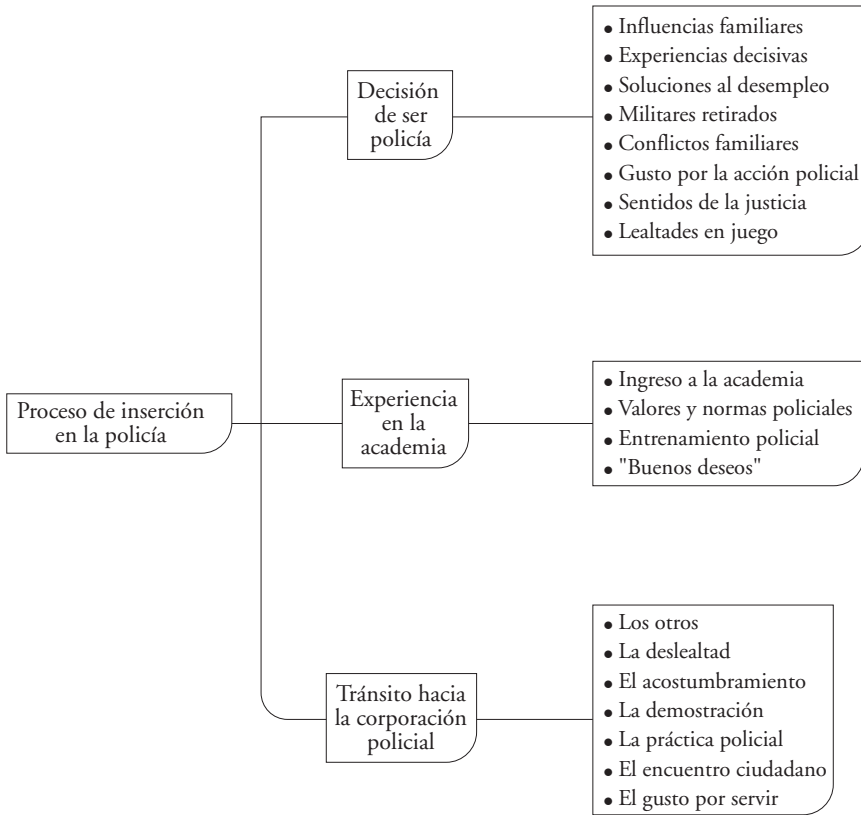 Proceso de inserción
en la policía
Decisión
de ser
policía
• Influencias familiares
• Experiencias decisivas
• Soluciones al desempleo
• Militares retirados
• Conflictos familiares
• Gusto por la acción policial
• Sentidos de la justicia
• Lealtades en juego
Experiencia
en la
academia
• Ingreso a la academia
• Valores y normas policiales
• Entrenamiento policial
• "Buenos deseos"
Tránsito hacia
la corporación
policial
• Los otros
• La deslealtad
• El acostumbramiento
• La demostración
• La práctica policial
• El encuentro ciudadano
• El gusto por servir